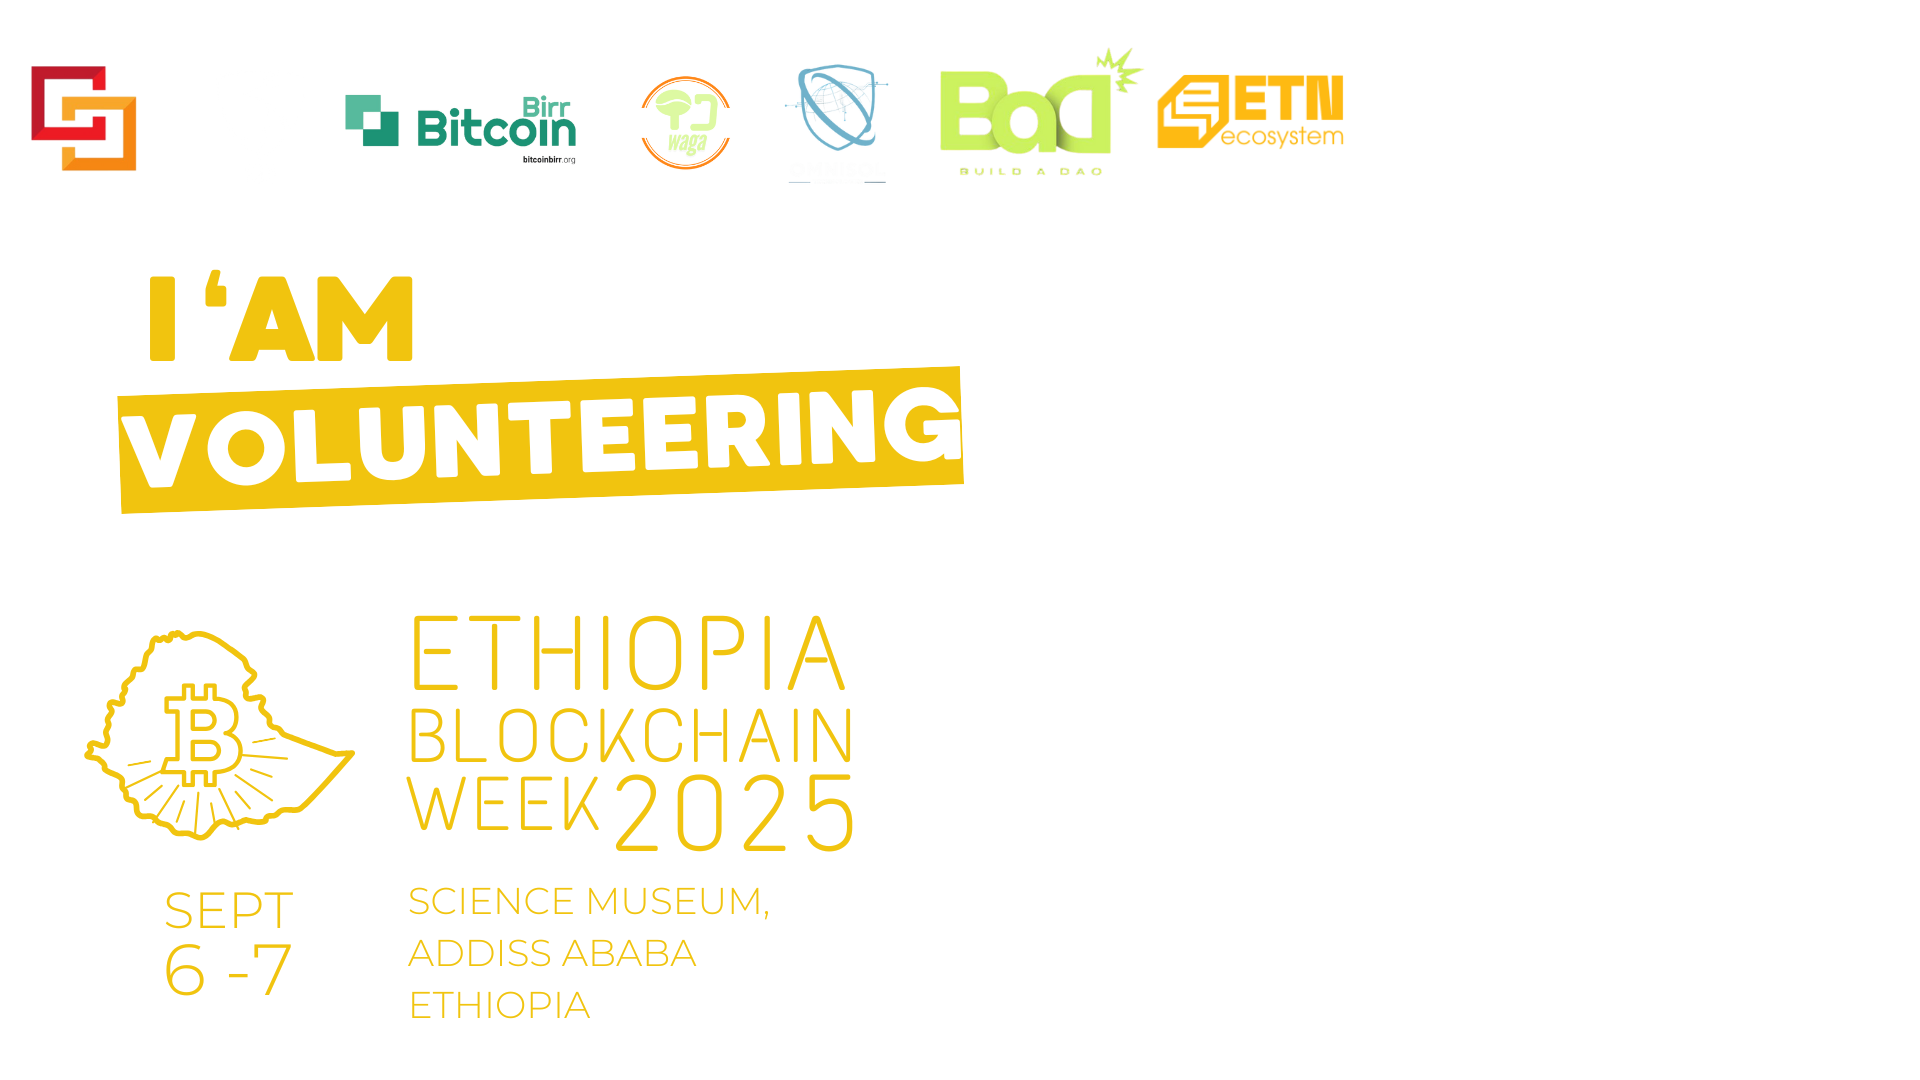 Birr
Bitcoin
bitcoinbirr.org
waga
BaD
BUILD A DAO
ETN
ecosystem
I ‘AM
VOLUNTEERING
ETHIOPIA
BLOCKCHAIN
WEEK 2025
SEPT
6 -7
SCIENCE MUSEUM,
ADDISS ABABA
ETHIOPIA